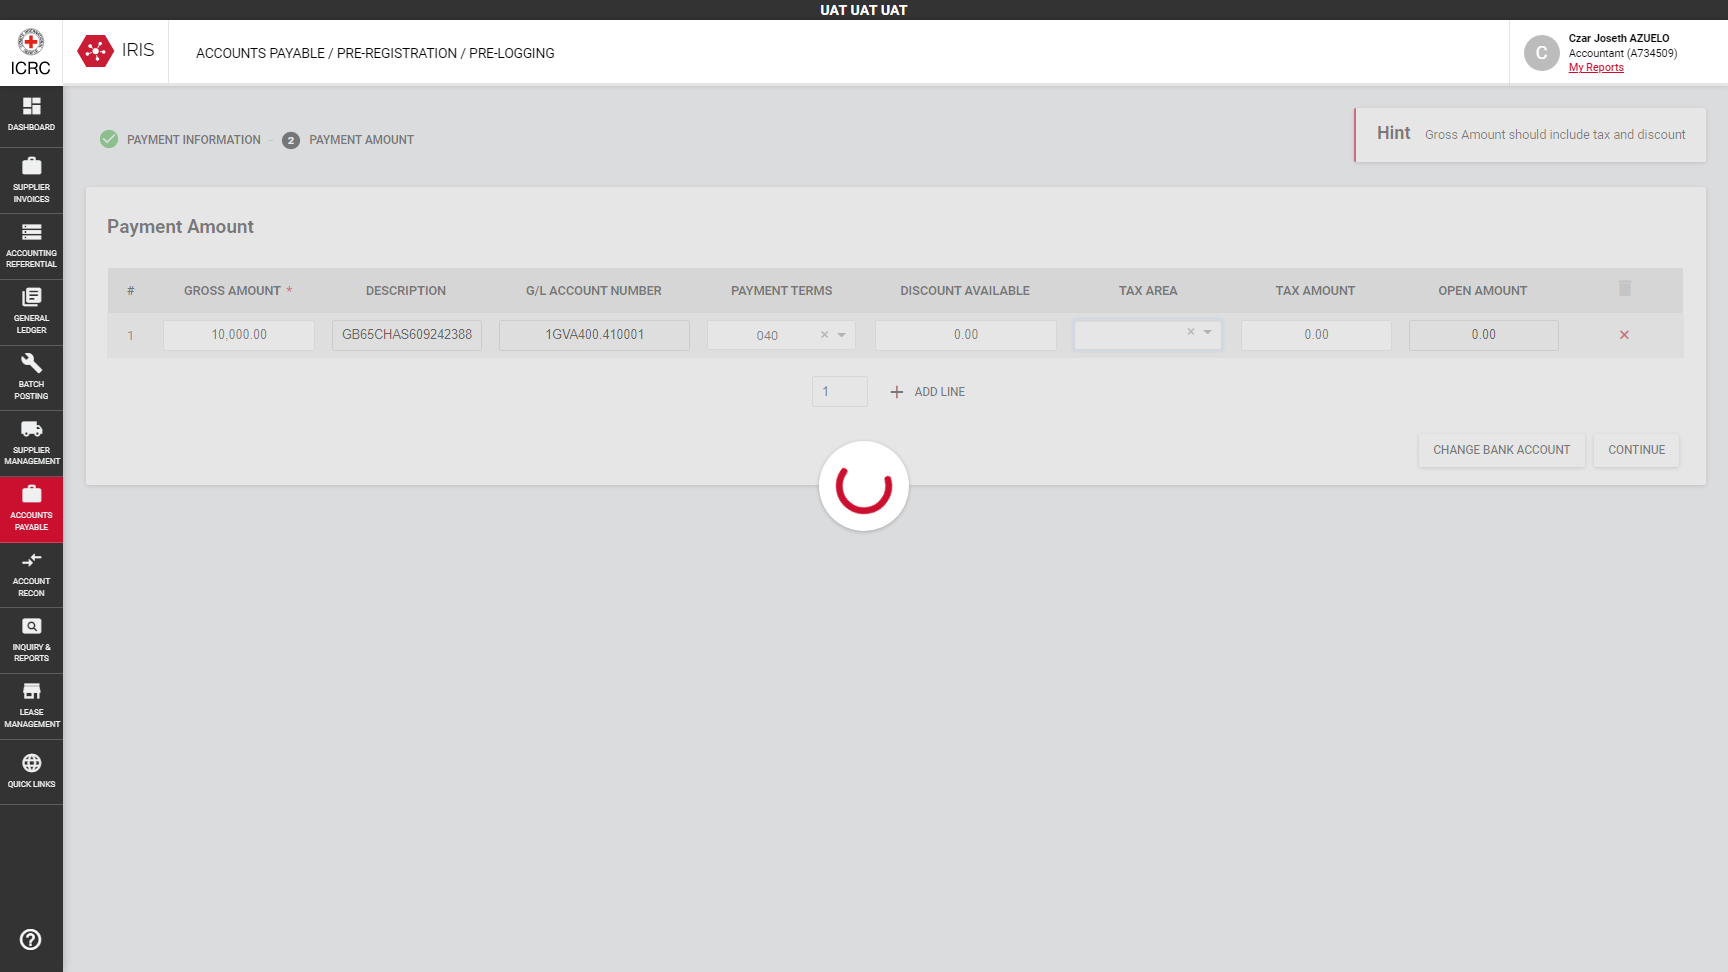 UAT UAT UAT
ICRC
IRIS
ACCOUNTS PAYABLE / PRE-REGISTRATION / PRE-LOGGING
C
Czar Joseth AZUELO
Accountant (A734509)
My Reports
DASHBOARD
SUPPLIER
INVOICES
ACCOUNTING
REFERENTIAL
GENERAL
LEDGER
BATCH
POSTING
SUPPLIER
MANAGEMENT
ACCOUNTS
PAYABLE
ACCOUNT
RECON
INQUIRY &
REPORTS
LEASE
MANAGEMENT
QUICK LINKS
PAYMENT INFORMATION
2 PAYMENT AMOUNT
Hint Gross Amount should include tax and discount
Payment Amount
# GROSS AMOUNT * DESCRIPTION G/L ACCOUNT NUMBER PAYMENT TERMS DISCOUNT AVAILABLE TAX AREA TAX AMOUNT OPEN AMOUNT
1 10,000.00 GB65CHAS609242388 1GVA400.410001 040 0.00 0.00 0.00
1 ADD LINE
CHANGE BANK ACCOUNT CONTINUE